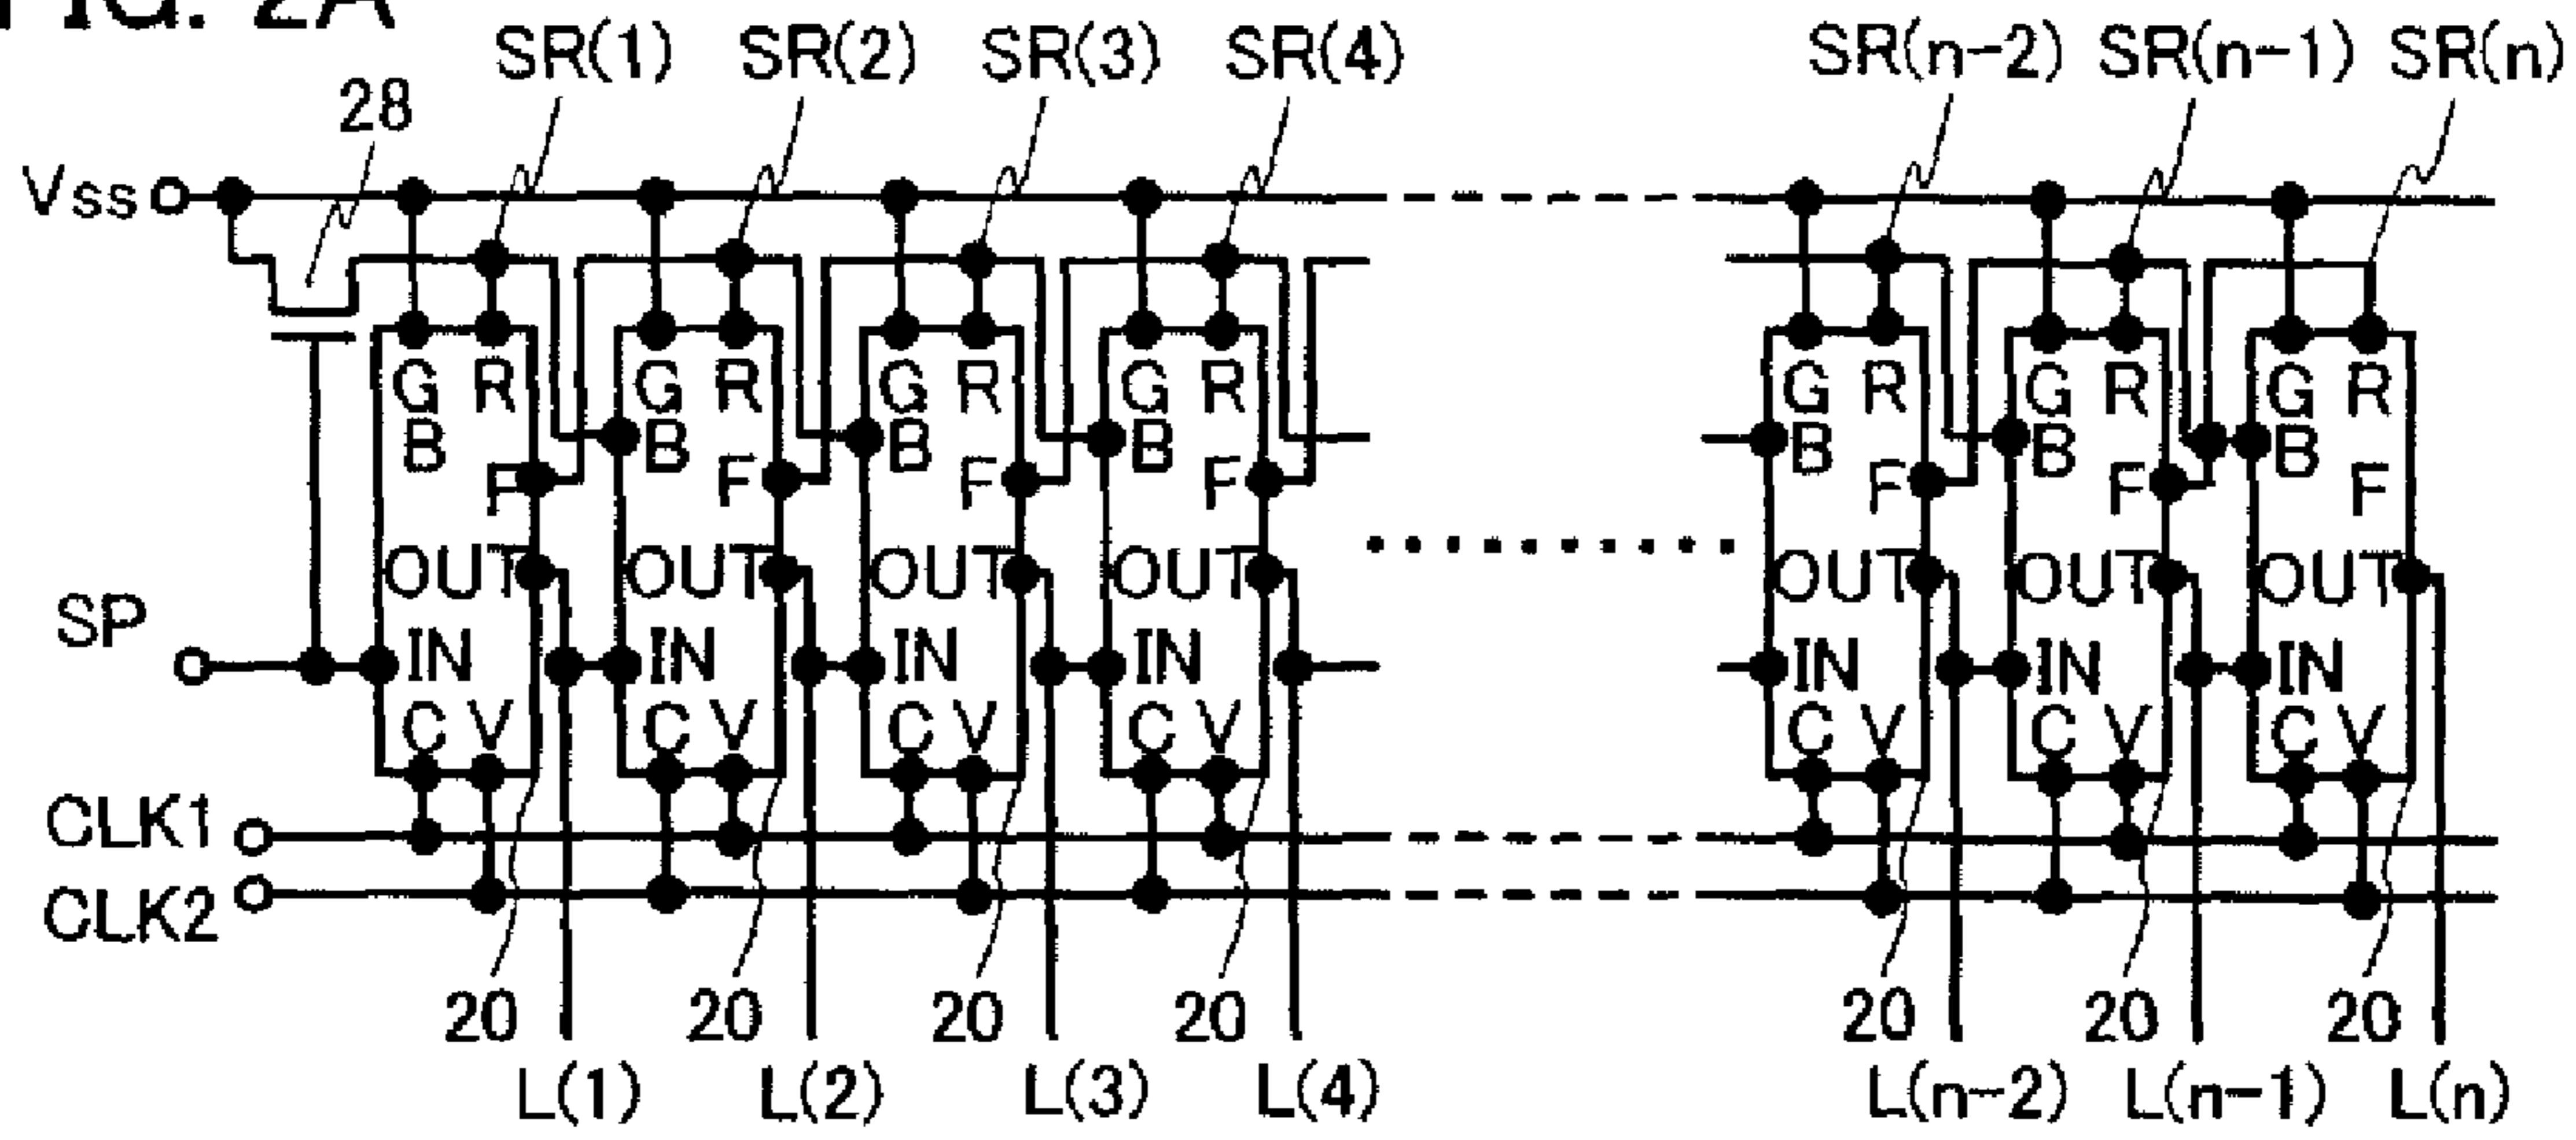 FIG. 2A
SR(1) SR(2) SR(3) SR(4) SR(n-2) SR(n-1) SR(n)
28
Vss
G R G R G R G R G R G R G R
B B B B B B B
F F F F F F F
OUT OUT OUT OUT OUT OUT OUT
SP
IN IN IN IN IN IN IN
C V C V C V C V C V C V C V
CLK1
CLK2
20 20 20 20 20 20 20
L(1) L(2) L(3) L(4) L(n-2) L(n-1) L(n)